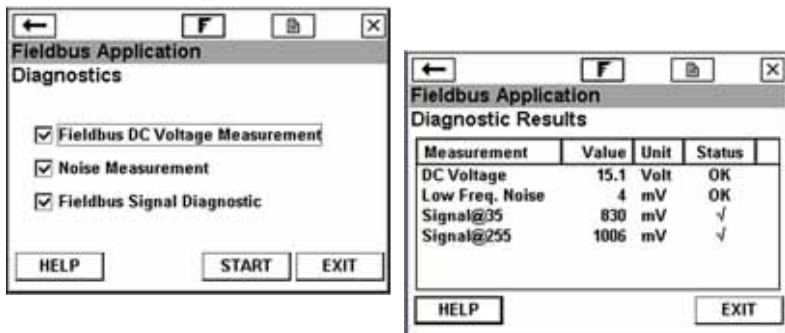 F
Fieldbus Application
Diagnostics
Fieldbus DC Voltage Measurement
Noise Measurement
Fieldbus Signal Diagnostic
HELP START EXIT
F
Fieldbus Application
Diagnostic Results
Measurement Value Unit Status
DC Voltage 15.1 Volt OK
Low Freq. Noise 4 mV OK
Signal@35 830 mV √
Signal@255 1006 mV √
HELP EXIT